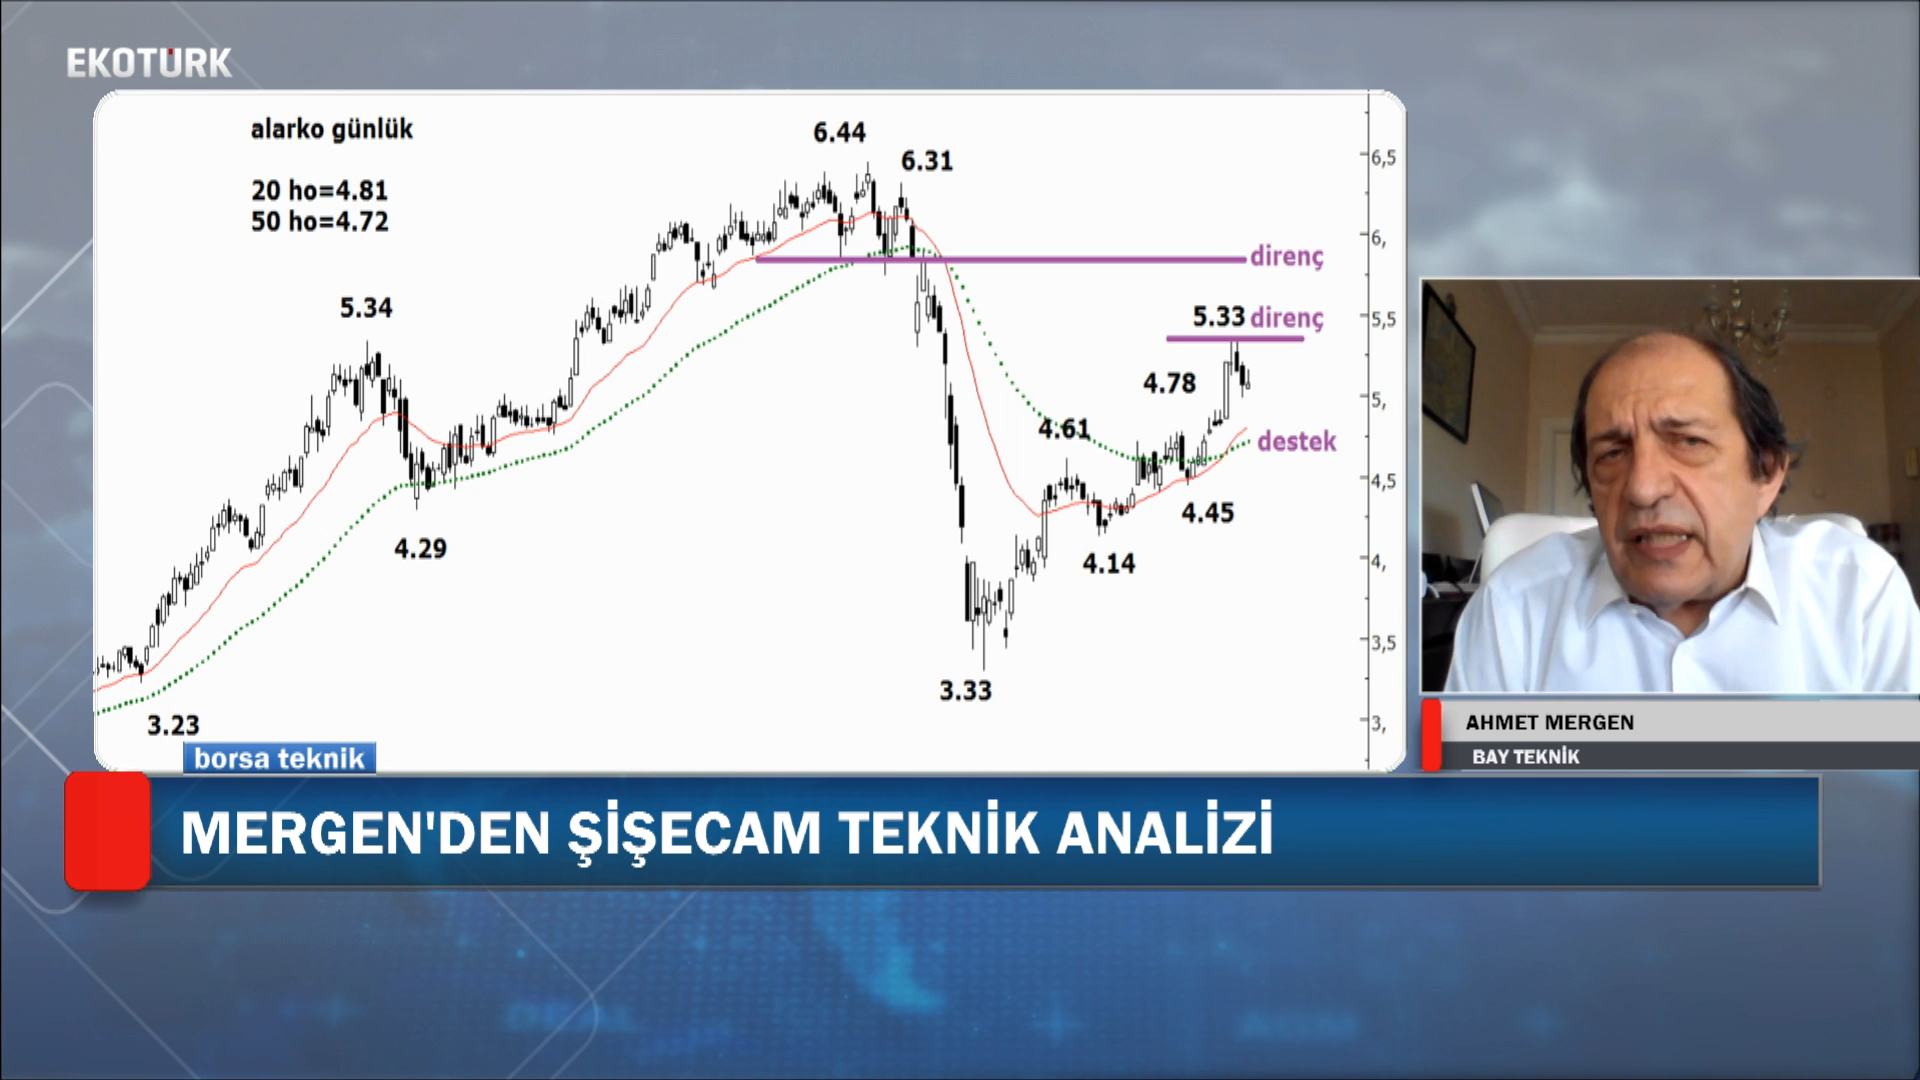 EKOTÜRK
alarko günlük
20 ho=4.81
50 ho=4.72
6.44
6.31
5.34
direnç
5.33 direnç
4.78
4.61
destek
4.45
4.29
4.14
3.33
3.23
6,5
6,
5,5
5,
4,5
4,
3,5
3,
borsa teknik
AHMET MERGEN
BAY TEKNİK
MERGEN'DEN ŞİŞECAM TEKNİK ANALİZİ